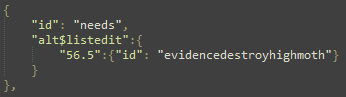 {
"id": "needs",
"alt$listedit":{
"56.5":{"id": "evidencedestroyhighmoth"}
}
},